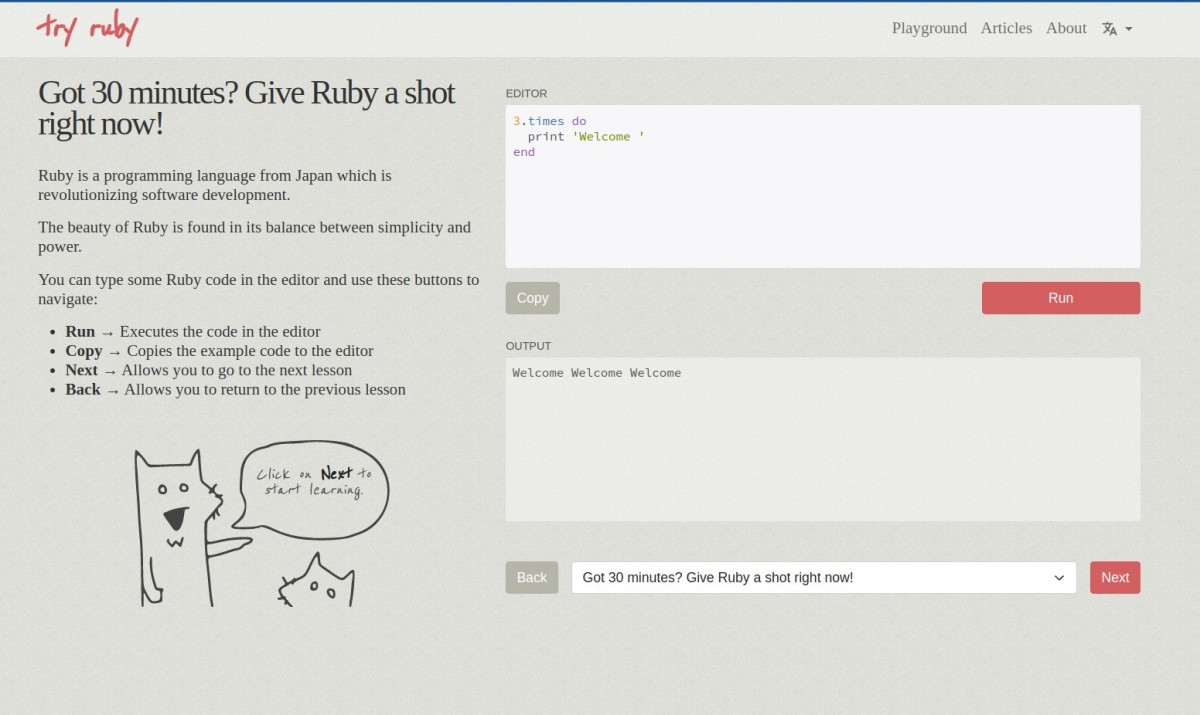 try ruby
Playground Articles About
Got 30 minutes? Give Ruby a shot
right now!
Ruby is a programming language from Japan which is
revolutionizing software development.
The beauty of Ruby is found in its balance between simplicity and
power.
You can type some Ruby code in the editor and use these buttons to
navigate:
• Run → Executes the code in the editor
• Copy → Copies the example code to the editor
• Next → Allows you to go to the next lesson
• Back → Allows you to return to the previous lesson
Click on Next to
start learning.
EDITOR
3.times do
  print 'Welcome '
end
Copy
Run
OUTPUT
Welcome Welcome Welcome
Back
Got 30 minutes? Give Ruby a shot right now!
Next